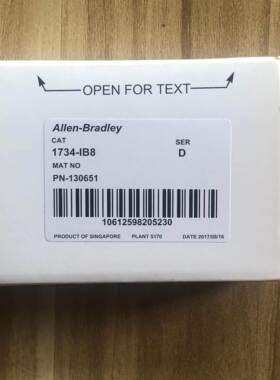 OPEN FOR TEXT
Allen-Bradley
CAT
SER
1734-IB8
D
MAT NO
PN-130651
10612598205230
PRODUCT OF SINGAPORE PLANT 5170 DATE 2017/08/16